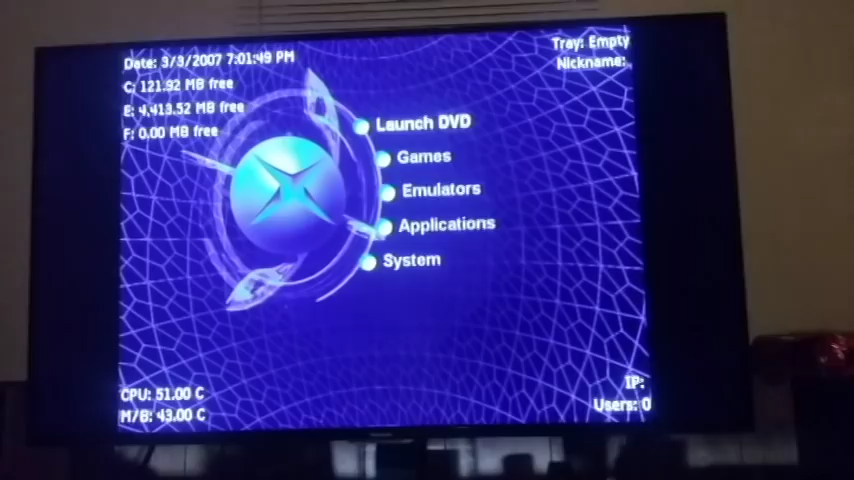 Date: 3/3/2007 7:01:49 PM
C: 121.92 MB free
E: 4,413.52 MB free
F: 0.00 MB free
Tray: Empty
Nickname:
Launch DVD
Games
Emulators
Applications
System
CPU: 51.00 C
M/B: 43.00 C
IP:
Users: 0